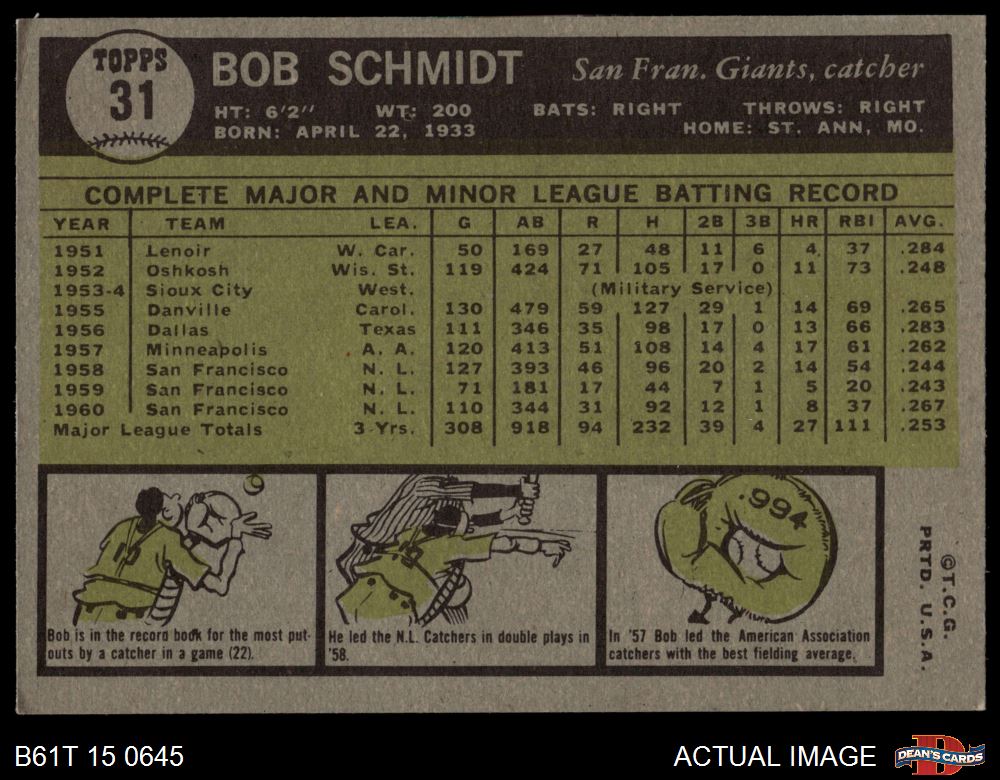 TOPPS
31
BOB SCHMIDT San Fran. Giants, catcher
HT: 6'2" WT: 200 BATS: RIGHT THROWS: RIGHT
BORN: APRIL 22, 1933 HOME: ST. ANN, MO.
COMPLETE MAJOR AND MINOR LEAGUE BATTING RECORD
YEAR TEAM LEA. G AB R H 2B 3B HR RBI AVG.
1951 Lenoir W. Car. 50 169 27 48 11 6 4 37 .284
1952 Oshkosh Wis. St. 119 424 71 105 17 0 11 73 .248
1953-4 Sioux City West. (Military Service)
1955 Danville Carol. 130 479 59 127 29 1 14 69 .265
1956 Dallas Texas 111 346 35 98 17 0 13 66 .283
1957 Minneapolis A. A. 120 413 51 108 14 4 17 61 .262
1958 San Francisco N. L. 127 393 46 96 20 2 14 54 .244
1959 San Francisco N. L. 71 181 17 44 7 1 5 20 .243
1960 San Francisco N. L. 110 344 31 92 12 1 8 37 .267
Major League Totals 3 Yrs. 308 918 94 232 39 4 27 111 .253
Bob is in the record book for the most put-
outs by a catcher in a game (22).
He led the N.L. Catchers in double plays in
'58.
.994
In '57 Bob led the American Association
catchers with the best fielding average.
©T.C.G.
PRTD. U.S.A.
B61T 15 0645 ACTUAL IMAGE
DEAN'S CARDS